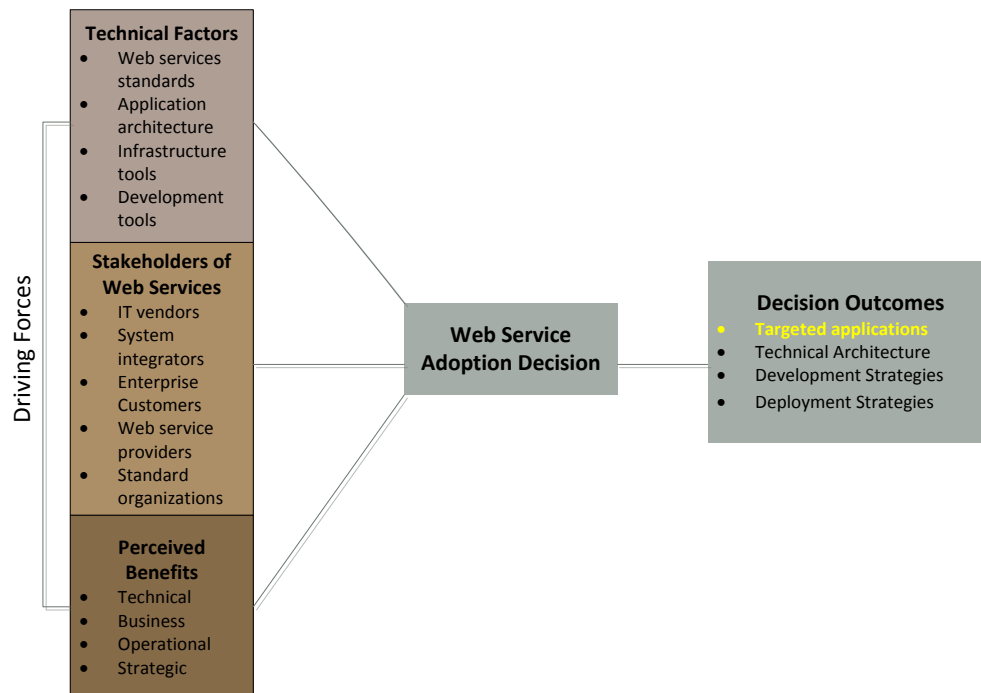 Driving Forces
Technical Factors
• Web services
standards
• Application
architecture
• Infrastructure
tools
• Development
tools
Stakeholders of
Web Services
• IT vendors
• System
integrators
• Enterprise
Customers
• Web service
providers
• Standard
organizations
Perceived
Benefits
• Technical
• Business
• Operational
• Strategic
Web Service
Adoption Decision
Decision Outcomes
• Targeted applications
• Technical Architecture
• Development Strategies
• Deployment Strategies